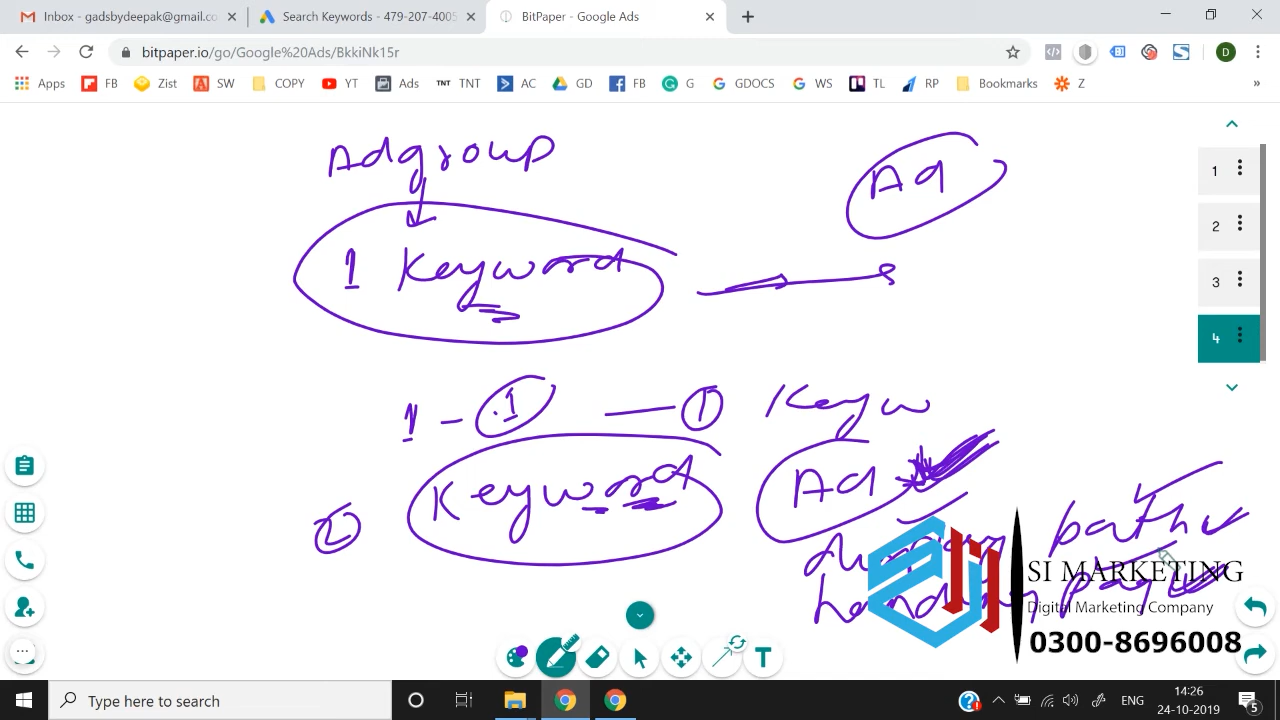 Inbox - gadsbydeepak@gmail.co
Search Keywords - 479-207-4005
BitPaper - Google Ads
bitpaper.io/go/Google%20Ads/BkkiNk15r
D
Apps FB Zist SW COPY YT Ads TNT TNT AC GD FB G GDOCS WS TL RP Bookmarks Z »
Adgroup
Ad
1 Keyword
1 - 1 — 1 Keyw
2 Keyword Ad
1
2
3
4
SI MARKETING
Digital Marketing Company
0300-8696008
T
Type here to search
ENG
14:26
24-10-2019
5